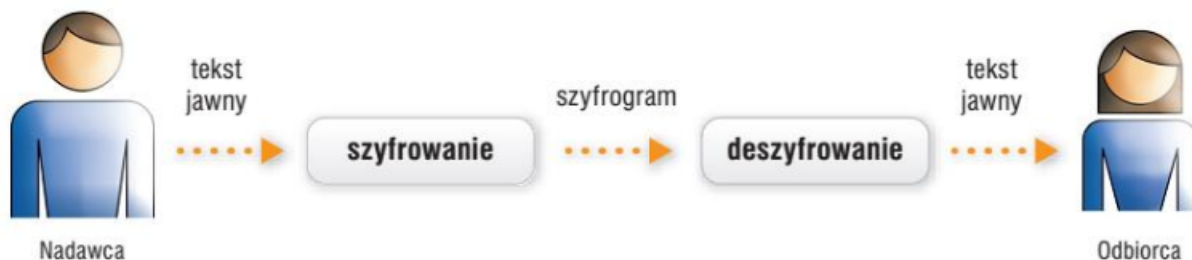 tekst
jawny
szyfrowanie
szyfrogram
deszyfrowanie
tekst
jawny
Nadawca
Odbiorca